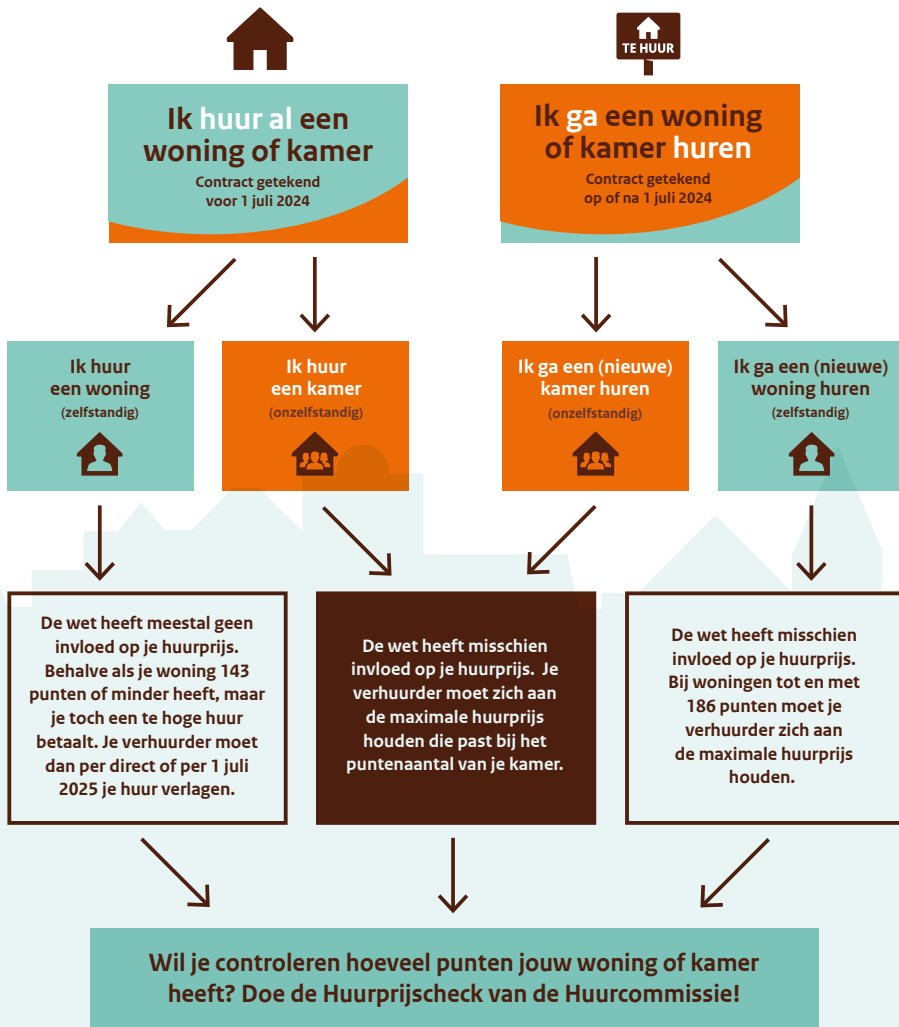 TE HUUR
Ik huur al een
woning of kamer
Contract getekend
voor 1 juli 2024
Ik ga een woning
of kamer huren
Contract getekend
op of na 1 juli 2024
Ik huur
een woning
(zelfstandig)
Ik huur
een kamer
(onzelfstandig)
Ik ga een (nieuwe)
kamer huren
(onzelfstandig)
Ik ga een (nieuwe)
woning huren
(zelfstandig)
De wet heeft meestal geen
invloed op je huurprijs.
Behalve als je woning 143
punten of minder heeft, maar
je toch een te hoge huur
betaalt. Je verhuurder moet
dan per direct of per 1 juli
2025 je huur verlagen.
De wet heeft misschien
invloed op je huurprijs. Je
verhuurder moet zich aan
de maximale huurprijs
houden die past bij het
puntenaantal van je kamer.
De wet heeft misschien
invloed op je huurprijs.
Bij woningen tot en met
186 punten moet je
verhuurder zich aan
de maximale huurprijs
houden.
Wil je controleren hoeveel punten jouw woning of kamer
heeft? Doe de Huurprijscheck van de Huurcommissie!